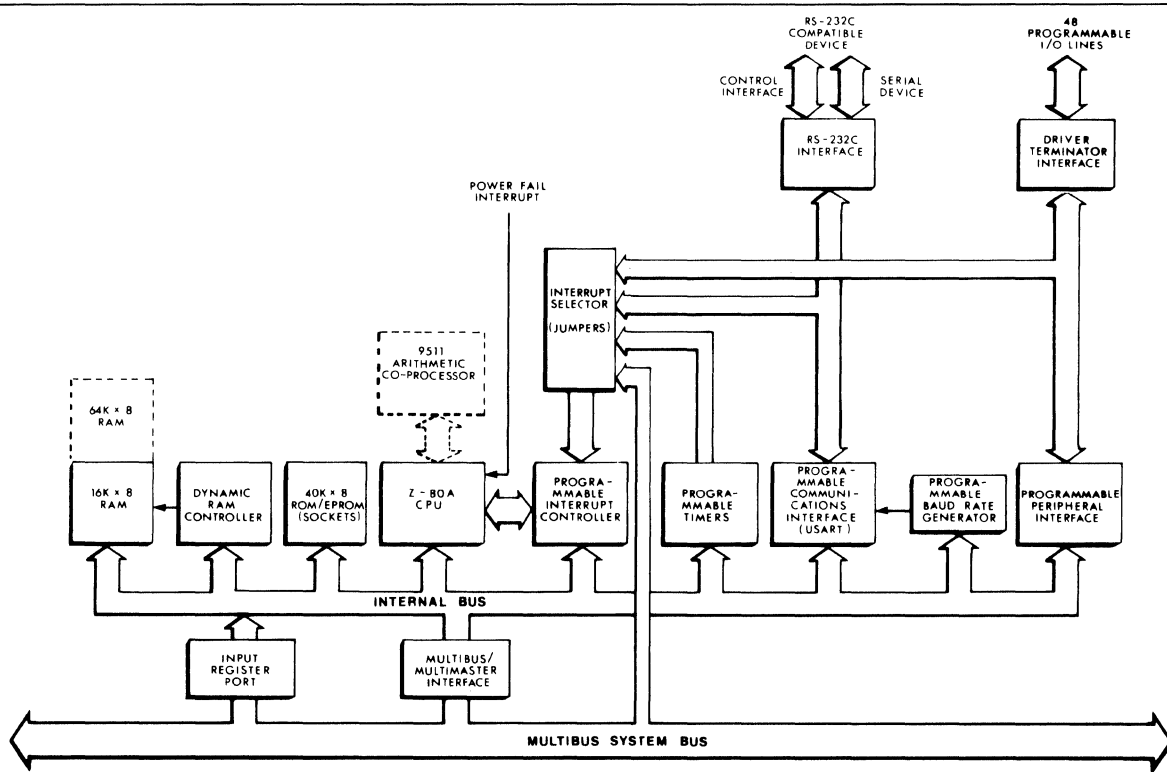 RS-232C
COMPATIBLE
DEVICE
48
PROGRAMMABLE
I/O LINES
CONTROL
INTERFACE
SERIAL
DEVICE
RS-232C
INTERFACE
DRIVER
TERMINATOR
INTERFACE
POWER FAIL
INTERRUPT
INTERRUPT
SELECTOR
(JUMPERS)
9511
ARITHMETIC
CO-PROCESSOR
64K × 8
RAM
16K × 8
RAM
DYNAMIC
RAM
CONTROLLER
40K × 8
ROM/EPROM
(SOCKETS)
Z-80A
CPU
PROGRA-
MMABLE
INTERRUPT
CONTROLLER
PROGRA-
MMABLE
TIMERS
PROGRA-
MMABLE
COMMUNI-
CATIONS
INTERFACE
(USART)
PROGRA-
MMABLE
BAUD RATE
GENERATOR
PROGRAMMABLE
PERIPHERAL
INTERFACE
INTERNAL BUS
INPUT
REGISTER
PORT
MULTIBUS/
MULTIMASTER
INTERFACE
MULTIBUS SYSTEM BUS